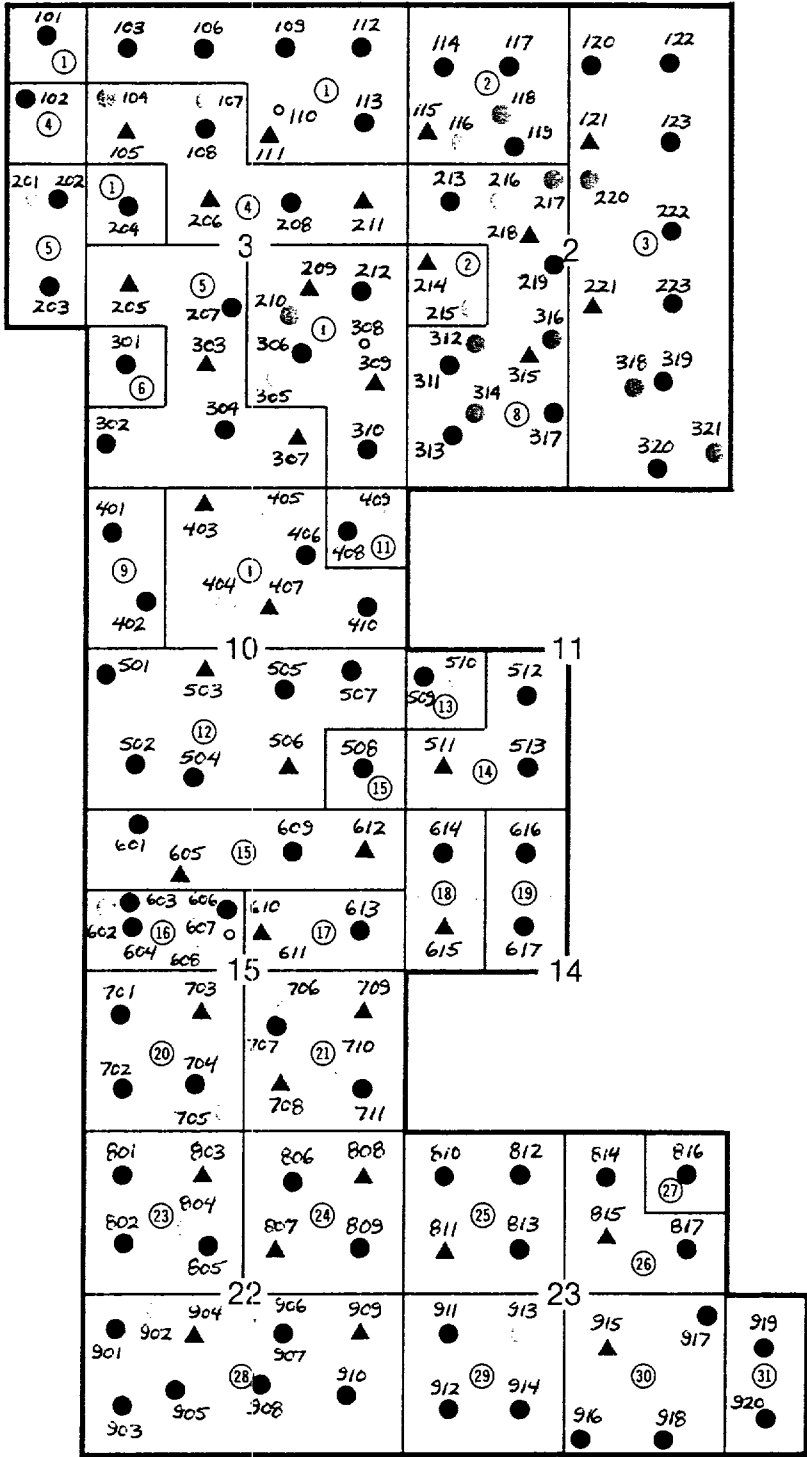 101 103 106 109 112 114 117 120 122
① ① ②
102 104 107 110 113 115 116 118 119 121 123
④ 105 108 111
201 202 ① 206 ④ 208 211 213 216 217 220
204 218 222
⑤ 3 2 ③
203 205 ⑤ 207 209 212 214 ② 219 221 223
210 215
301 303 306 ⑧ 308 312 316
⑥ 305 309 311 315 318 319
302 304 307 310 313 314 ⑧ 317 320 321
401 403 405 406 409
408 ⑪
⑨ 404 ⑧ 407
402 410
10 11
501 503 505 507 509 510 512
⑬
502 ⑫ 504 506 508 511 ⑭ 513
⑮
601 605 ⑮ 609 612 614 616
602 603 606 610 613 ⑱ ⑲
604 ⑯ 607 608 611 ⑰ 615 617
15 14
701 703 706 709
⑳ 707 ㉑ 710
702 704 705 708 711
801 803 806 808 810 812 814 816
㉗
802 ㉓ 804 ㉔ ㉕ 815
805 807 809 811 813 ㉖ 817
22 23
901 902 904 906 909 911 913 915 917 919
907
903 905 ㉘ 908 910 912 ㉙ 914 ㉚ ㉛
916 918 920